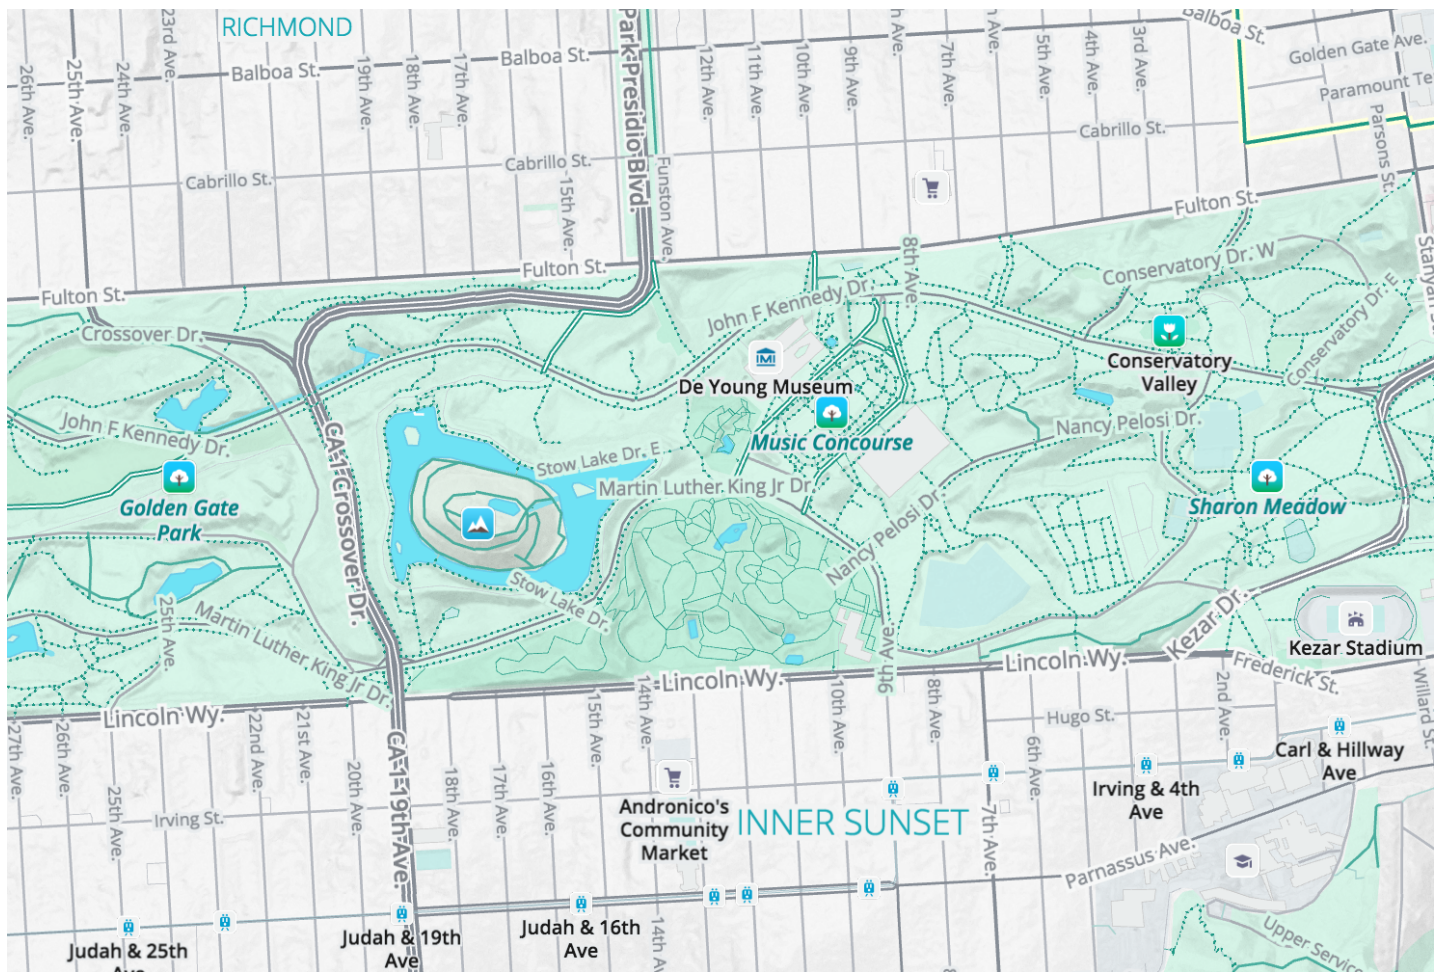 RICHMOND
23rd Ave.
26th Ave.
25th Ave.
24th Ave.
Balboa St.
19th Ave.
18th Ave.
17th Ave.
Balboa St.
Park Presidio Blvd.
12th Ave.
11th Ave.
10th Ave.
9th Ave.
h Ave.
7th Ave.
h Ave.
5th Ave.
4th Ave.
3rd Ave.
Balboa St.
Golden Gate Ave.
Paramount Te
Parsons St.
Cabrillo St.
Cabrillo St.
Cabrillo St.
15th Ave.
Funston Ave.
Fulton St.
Fulton St.
Fulton St.
8th Ave.
Conservatory Dr. W
Stanyan
Crossover Dr.
John F Kennedy Dr.
Conservatory Dr. E
De Young Museum
Conservatory
Valley
John F Kennedy Dr.
CA-1-Crossover Dr.
Music Concourse
Nancy Pelosi Dr.
Stow Lake Dr. E
Martin Luther King Jr Dr.
Golden Gate
Park
Sharon Meadow
Nancy Pelosi Dr.
Stow Lake Dr.
25th Ave.
Martin Luther King Jr Dr.
9th Ave
Kezar Dr.
Kezar Stadium
Lincoln Wy.
Lincoln Wy.
Lincoln Wy.
Frederick St.
27th Ave.
26th Ave.
22nd Ave.
21st Ave.
15th Ave.
14th Ave.
10th Ave.
8th Ave.
2nd Ave.
Willard St.
Hugo St.
CA-1-19th Ave.
20th Ave.
18th Ave.
17th Ave.
16th Ave.
6th Ave.
Carl & Hillway
Ave
25th Ave.
Irving St.
Andronico's
Community
Market
INNER SUNSET
7th Ave.
Irving & 4th
Ave
Parnassus Ave.
Judah & 25th
Ave
Judah & 19th
Ave
Judah & 16th
Ave
14th Ave.
Upper Service